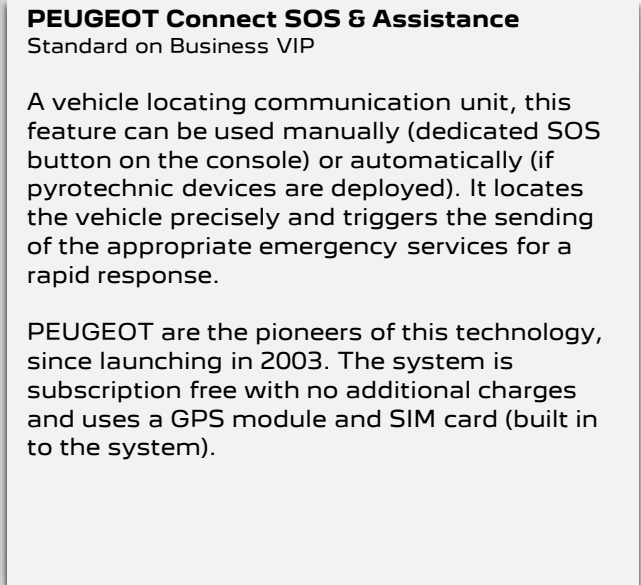 PEUGEOT Connect SOS & Assistance
Standard on Business VIP
A vehicle locating communication unit, this
feature can be used manually (dedicated SOS
button on the console) or automatically (if
pyrotechnic devices are deployed). It locates
the vehicle precisely and triggers the sending
of the appropriate emergency services for a
rapid response.
PEUGEOT are the pioneers of this technology,
since launching in 2003. The system is
subscription free with no additional charges
and uses a GPS module and SIM card (built in
to the system).